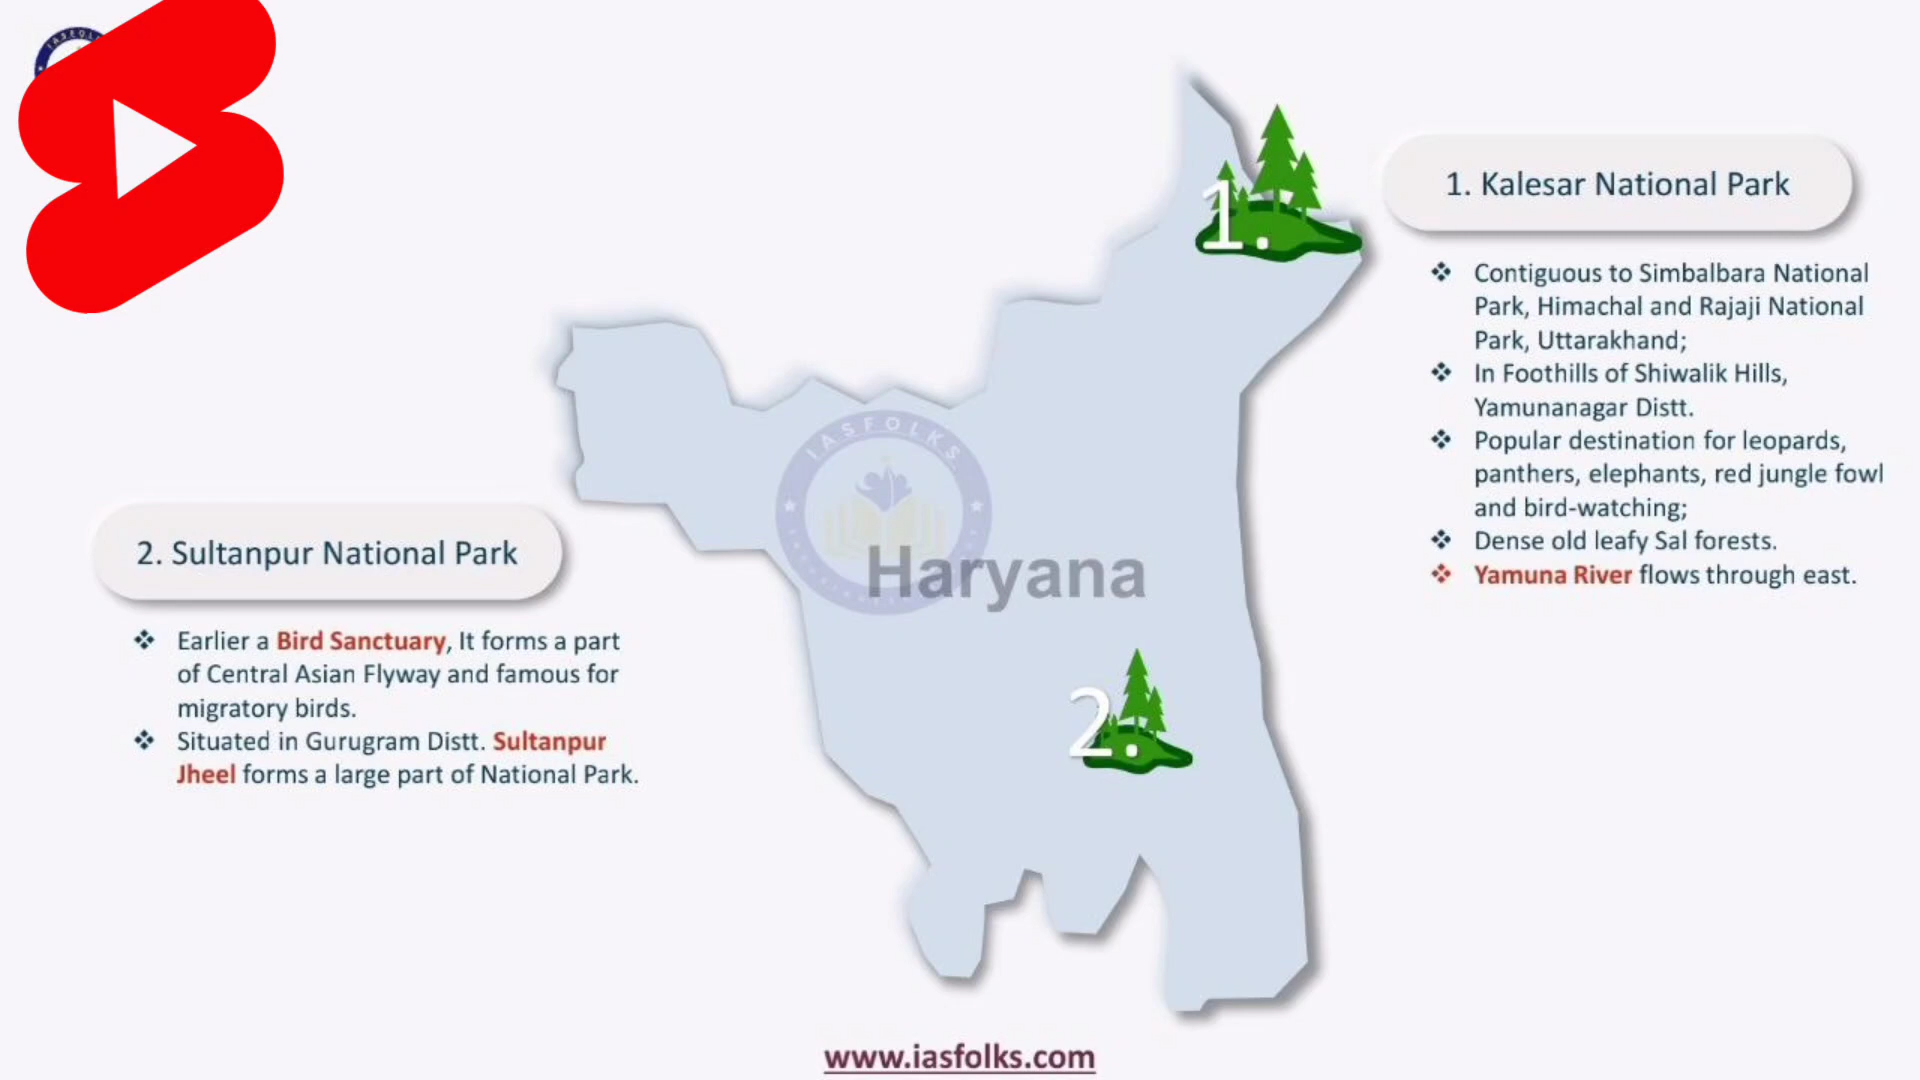 IASFOL
1.
1. Kalesar National Park
❖ Contiguous to Simbalbara National
Park, Himachal and Rajaji National
Park, Uttarakhand;
❖ In Foothills of Shiwalik Hills,
Yamunanagar Distt.
❖ Popular destination for leopards,
panthers, elephants, red jungle fowl
and bird-watching;
❖ Dense old leafy Sal forests.
❖ Yamuna River flows through east.
IASFOLKS
Haryana
2. Sultanpur National Park
❖ Earlier a Bird Sanctuary, It forms a part
of Central Asian Flyway and famous for
migratory birds.
❖ Situated in Gurugram Distt. Sultanpur
Jheel forms a large part of National Park.
2.
www.iasfolks.com